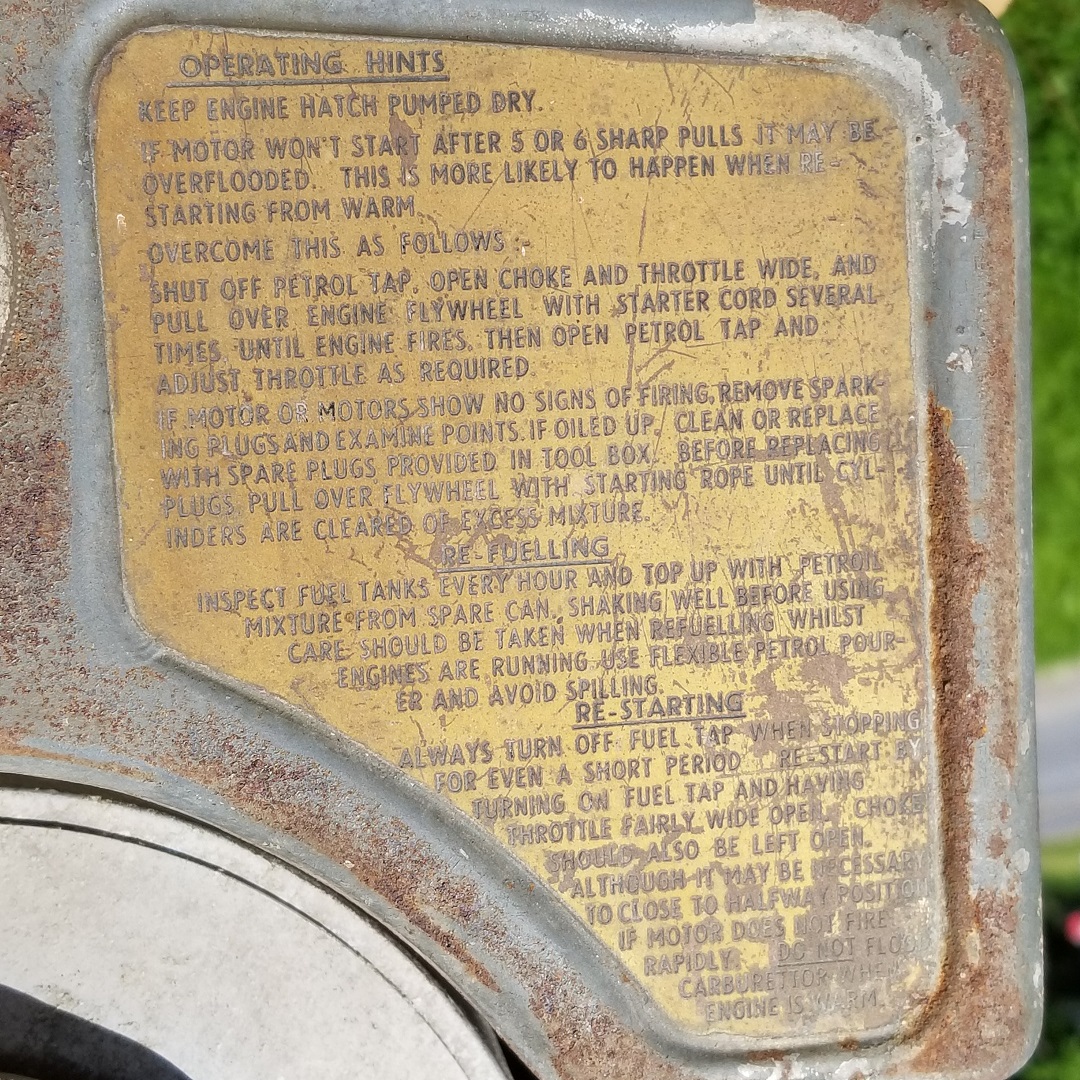 OPERATING HINTS
KEEP ENGINE HATCH PUMPED DRY.
IF MOTOR WON'T START AFTER 5 OR 6 SHARP PULLS IT MAY BE
OVERFLOODED. THIS IS MORE LIKELY TO HAPPEN WHEN RE-
STARTING FROM WARM.
OVERCOME THIS AS FOLLOWS :-
SHUT OFF PETROL TAP, OPEN CHOKE AND THROTTLE WIDE, AND
PULL OVER ENGINE FLYWHEEL WITH STARTER CORD SEVERAL
TIMES UNTIL ENGINE FIRES, THEN OPEN PETROL TAP AND
ADJUST THROTTLE AS REQUIRED.
IF MOTOR OR MOTORS SHOW NO SIGNS OF FIRING, REMOVE SPARK-
ING PLUGS AND EXAMINE POINTS. IF OILED UP, CLEAN OR REPLACE
WITH SPARE PLUGS PROVIDED IN TOOL BOX. BEFORE REPLACING
PLUGS, PULL OVER FLYWHEEL WITH STARTING ROPE UNTIL CYL-
INDERS ARE CLEARED OF EXCESS MIXTURE.
RE-FUELLING
INSPECT FUEL TANKS EVERY HOUR AND TOP UP WITH PETROIL
MIXTURE FROM SPARE CAN, SHAKING WELL BEFORE USING
CARE SHOULD BE TAKEN WHEN REFUELLING WHILST
ENGINES ARE RUNNING. USE FLEXIBLE PETROL POUR-
ER AND AVOID SPILLING.
RE-STARTING
ALWAYS TURN OFF FUEL TAP WHEN STOPPING
FOR EVEN A SHORT PERIOD RE-START BY
TURNING ON FUEL TAP AND HAVING
THROTTLE FAIRLY WIDE OPEN. CHOKE
SHOULD ALSO BE LEFT OPEN.
ALTHOUGH IT MAY BE NECESSARY
TO CLOSE TO HALFWAY POSITION
IF MOTOR DOES NOT FIRE
RAPIDLY. DO NOT FLOOD
CARBURETTOR WHEN
ENGINE IS WARM.